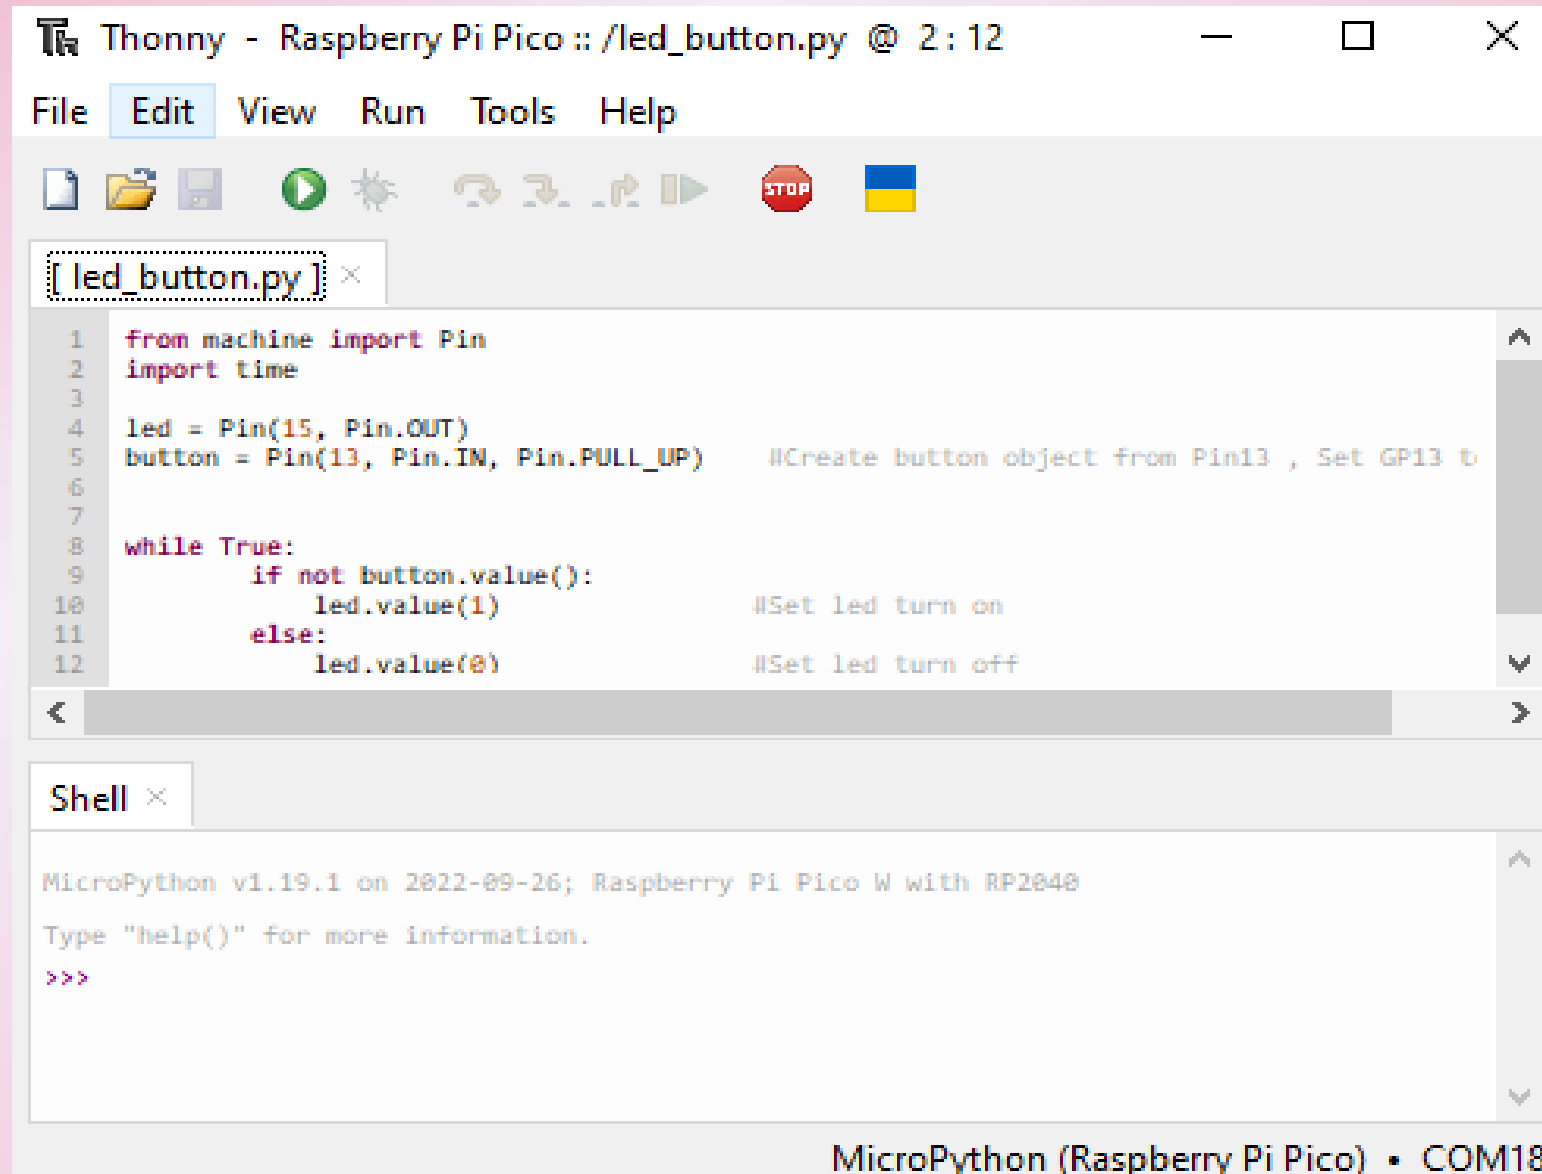 Thonny - Raspberry Pi Pico :: /led_button.py @ 2 : 12
File Edit View Run Tools Help
STOP
[ led_button.py ]
1 from machine import Pin
2 import time
3
4 led = Pin(15, Pin.OUT)
5 button = Pin(13, Pin.IN, Pin.PULL_UP) #Create button object from Pin13 , Set GP13 t
6
7
8 while True:
9 if not button.value():
10 led.value(1) #Set led turn on
11 else:
12 led.value(0) #Set led turn off
Shell
MicroPython v1.19.1 on 2022-09-26; Raspberry Pi Pico W with RP2040
Type "help()" for more information.
>>>
MicroPython (Raspberry Pi Pico) • COM18